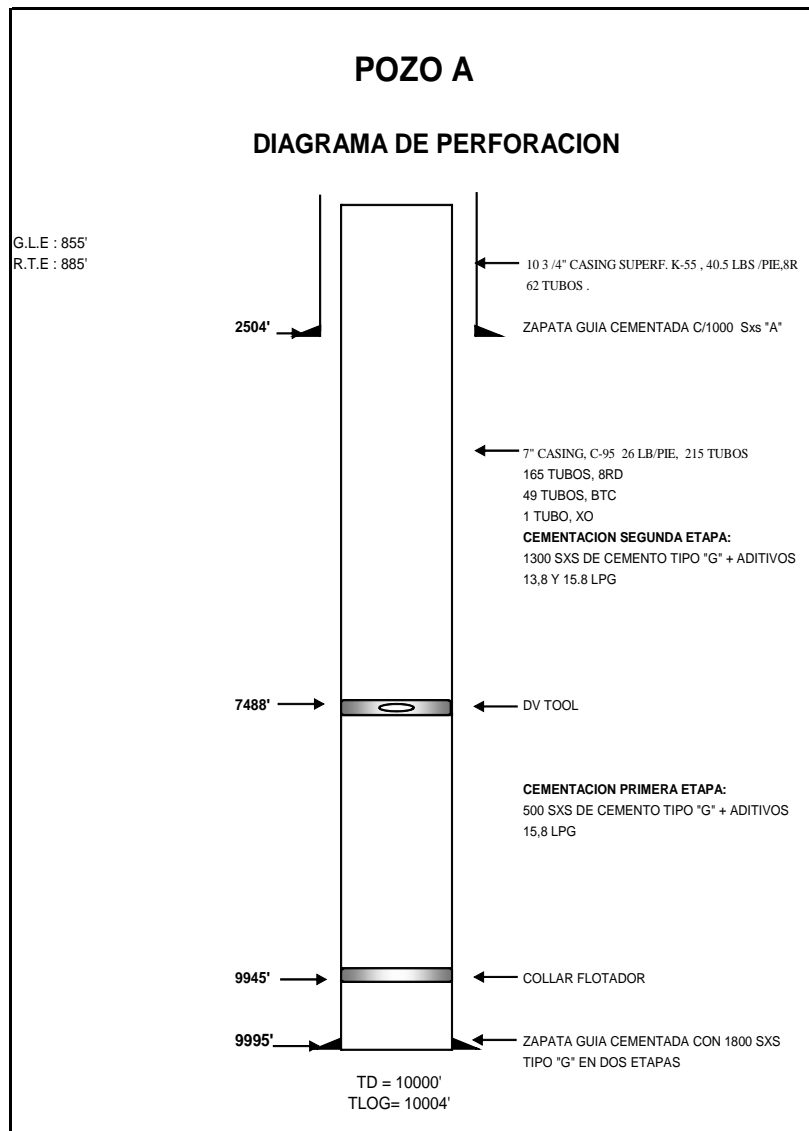 POZO A
DIAGRAMA DE PERFORACION
G.L.E : 855'
R.T.E : 885'
10 3 /4" CASING SUPERF. K-55 , 40.5 LBS /PIE,8R
62 TUBOS .
2504'
ZAPATA GUIA CEMENTADA C/1000 Sxs "A"
7" CASING, C-95 26 LB/PIE, 215 TUBOS
165 TUBOS, 8RD
49 TUBOS, BTC
1 TUBO, XO
CEMENTACION SEGUNDA ETAPA:
1300 SXS DE CEMENTO TIPO "G" + ADITIVOS
13,8 Y 15.8 LPG
7488'
DV TOOL
CEMENTACION PRIMERA ETAPA:
500 SXS DE CEMENTO TIPO "G" + ADITIVOS
15,8 LPG
9945'
COLLAR FLOTADOR
9995'
ZAPATA GUIA CEMENTADA CON 1800 SXS
TIPO "G" EN DOS ETAPAS
TD = 10000'
TLOG= 10004'